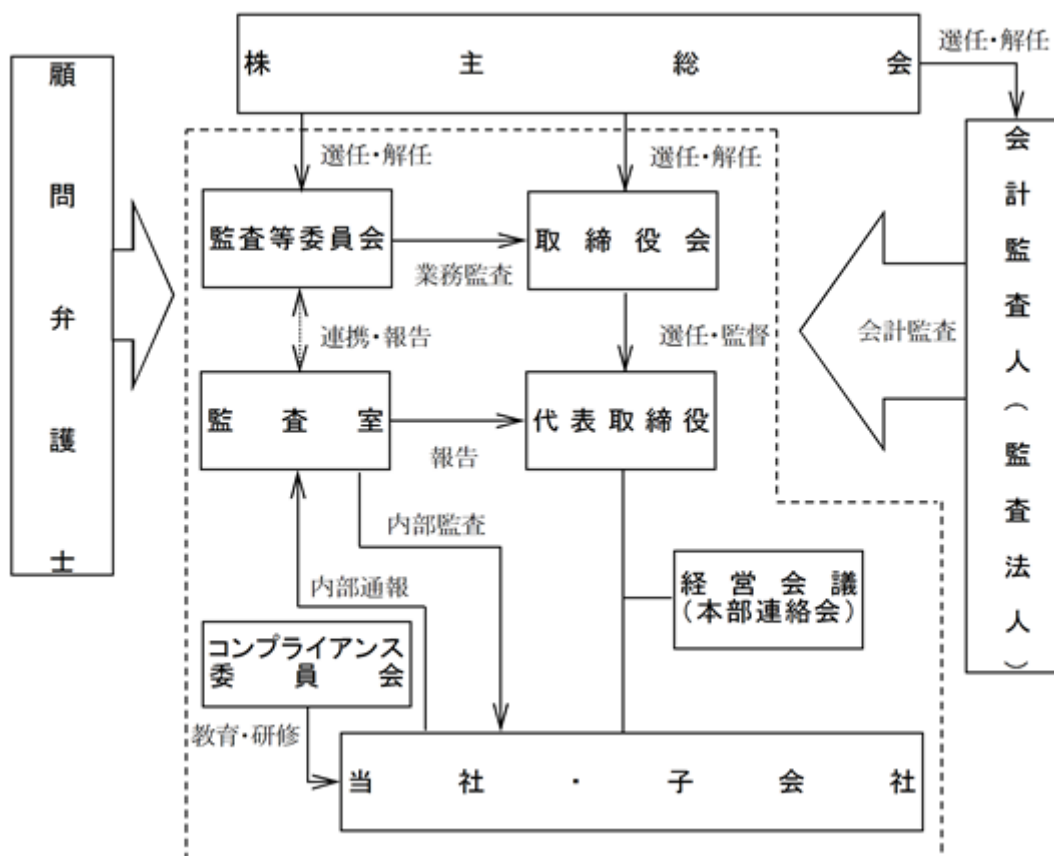 株主総会
選任・解任
顧問弁護士
選任・解任
選任・解任
会計監査人(監査法人)
監査等委員会
取締役会
業務監査
連携・報告
選任・監督
会計監査
監査室
代表取締役
報告
内部監査
内部通報
経営会議
(本部連絡会)
コンプライアンス
委員会
教育・研修
当社・子会社